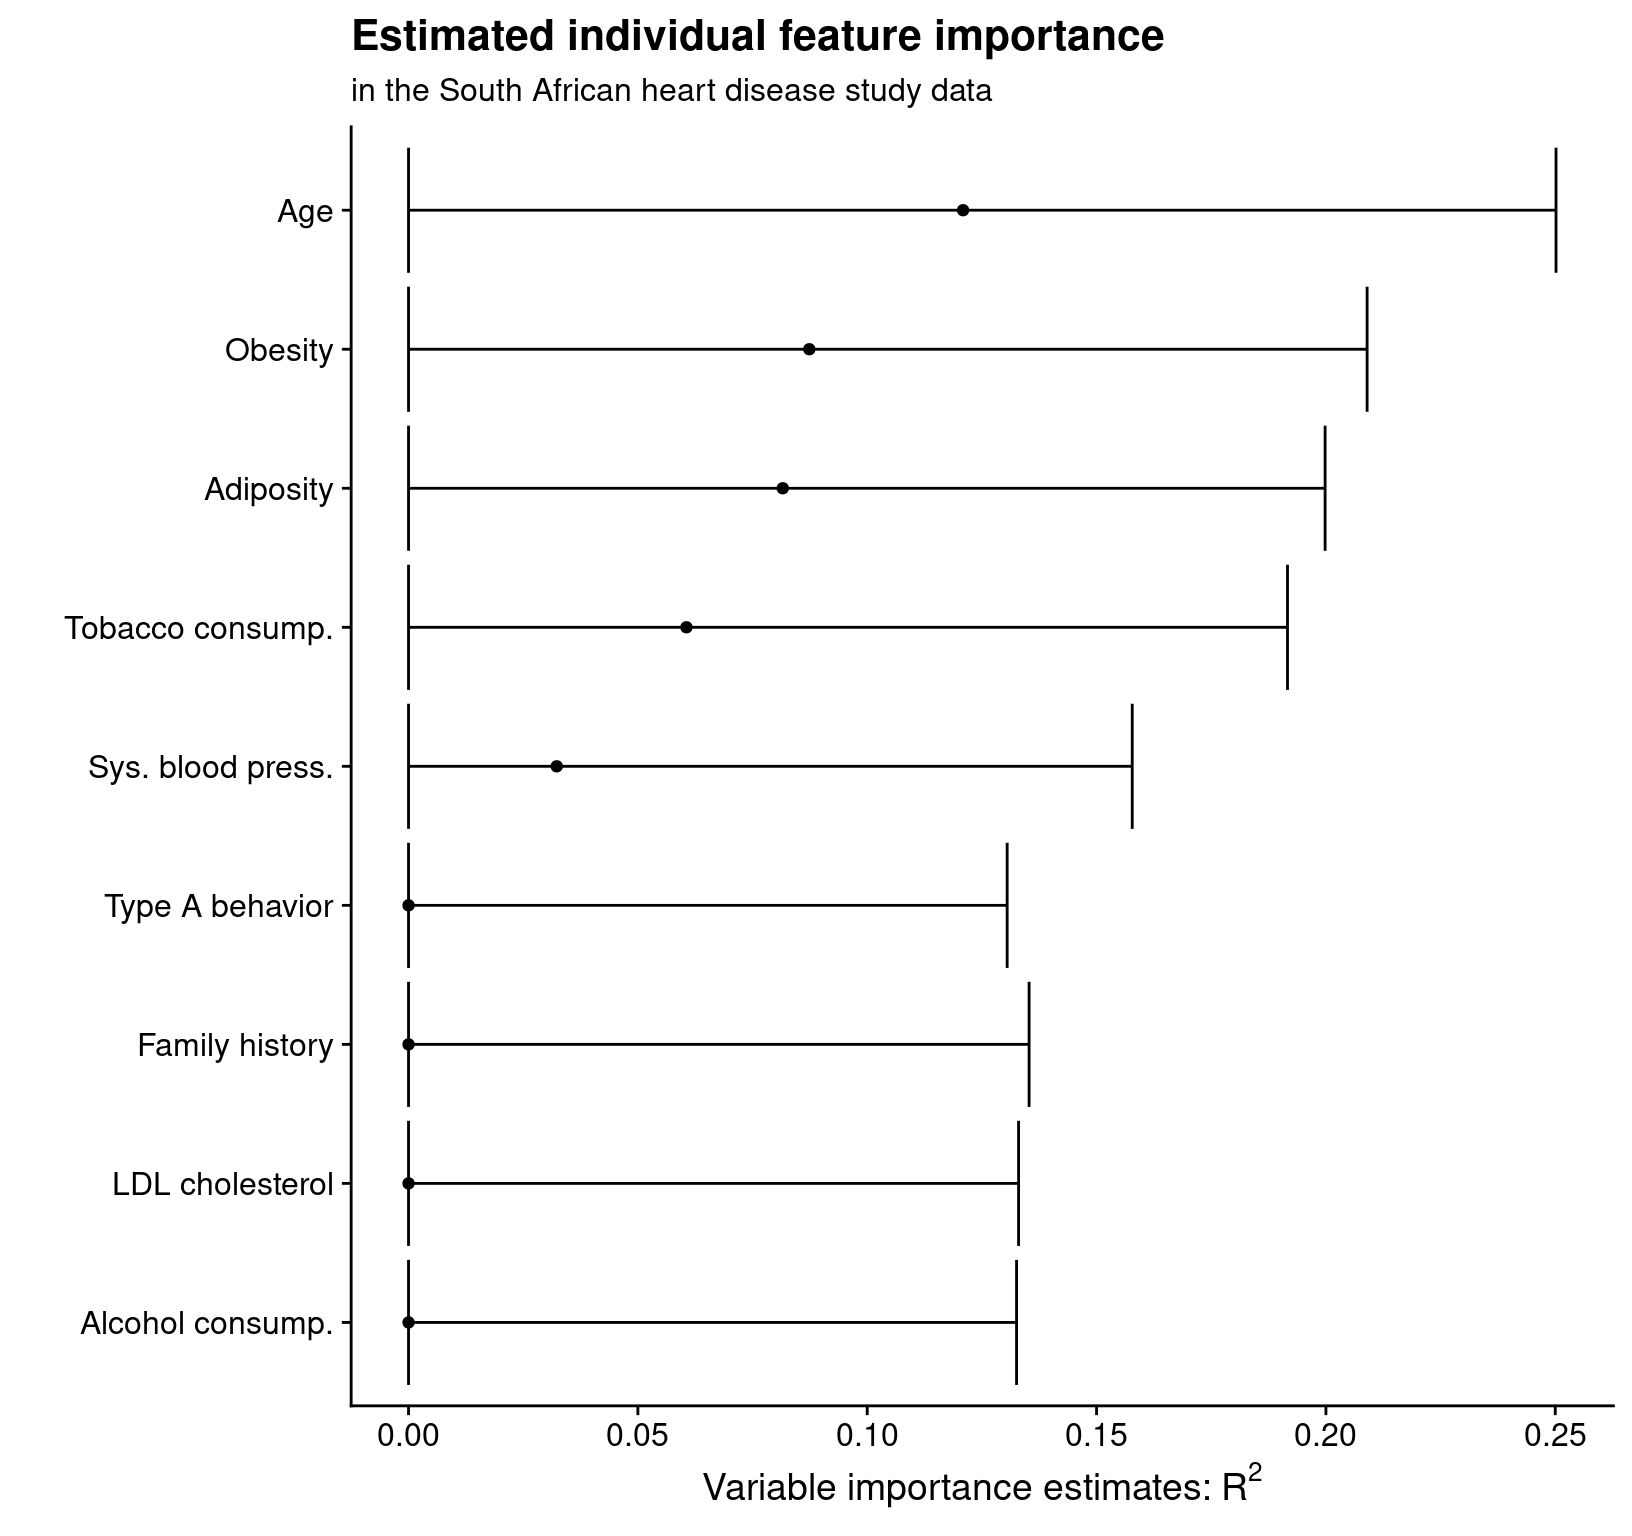 Estimated individual feature importance
in the South African heart disease study data
Age
Obesity
Adiposity
Tobacco consump.
Sys. blood press.
Type A behavior
Family history
LDL cholesterol
Alcohol consump.
0.00 0.05 0.10 0.15 0.20 0.25
Variable importance estimates: R²